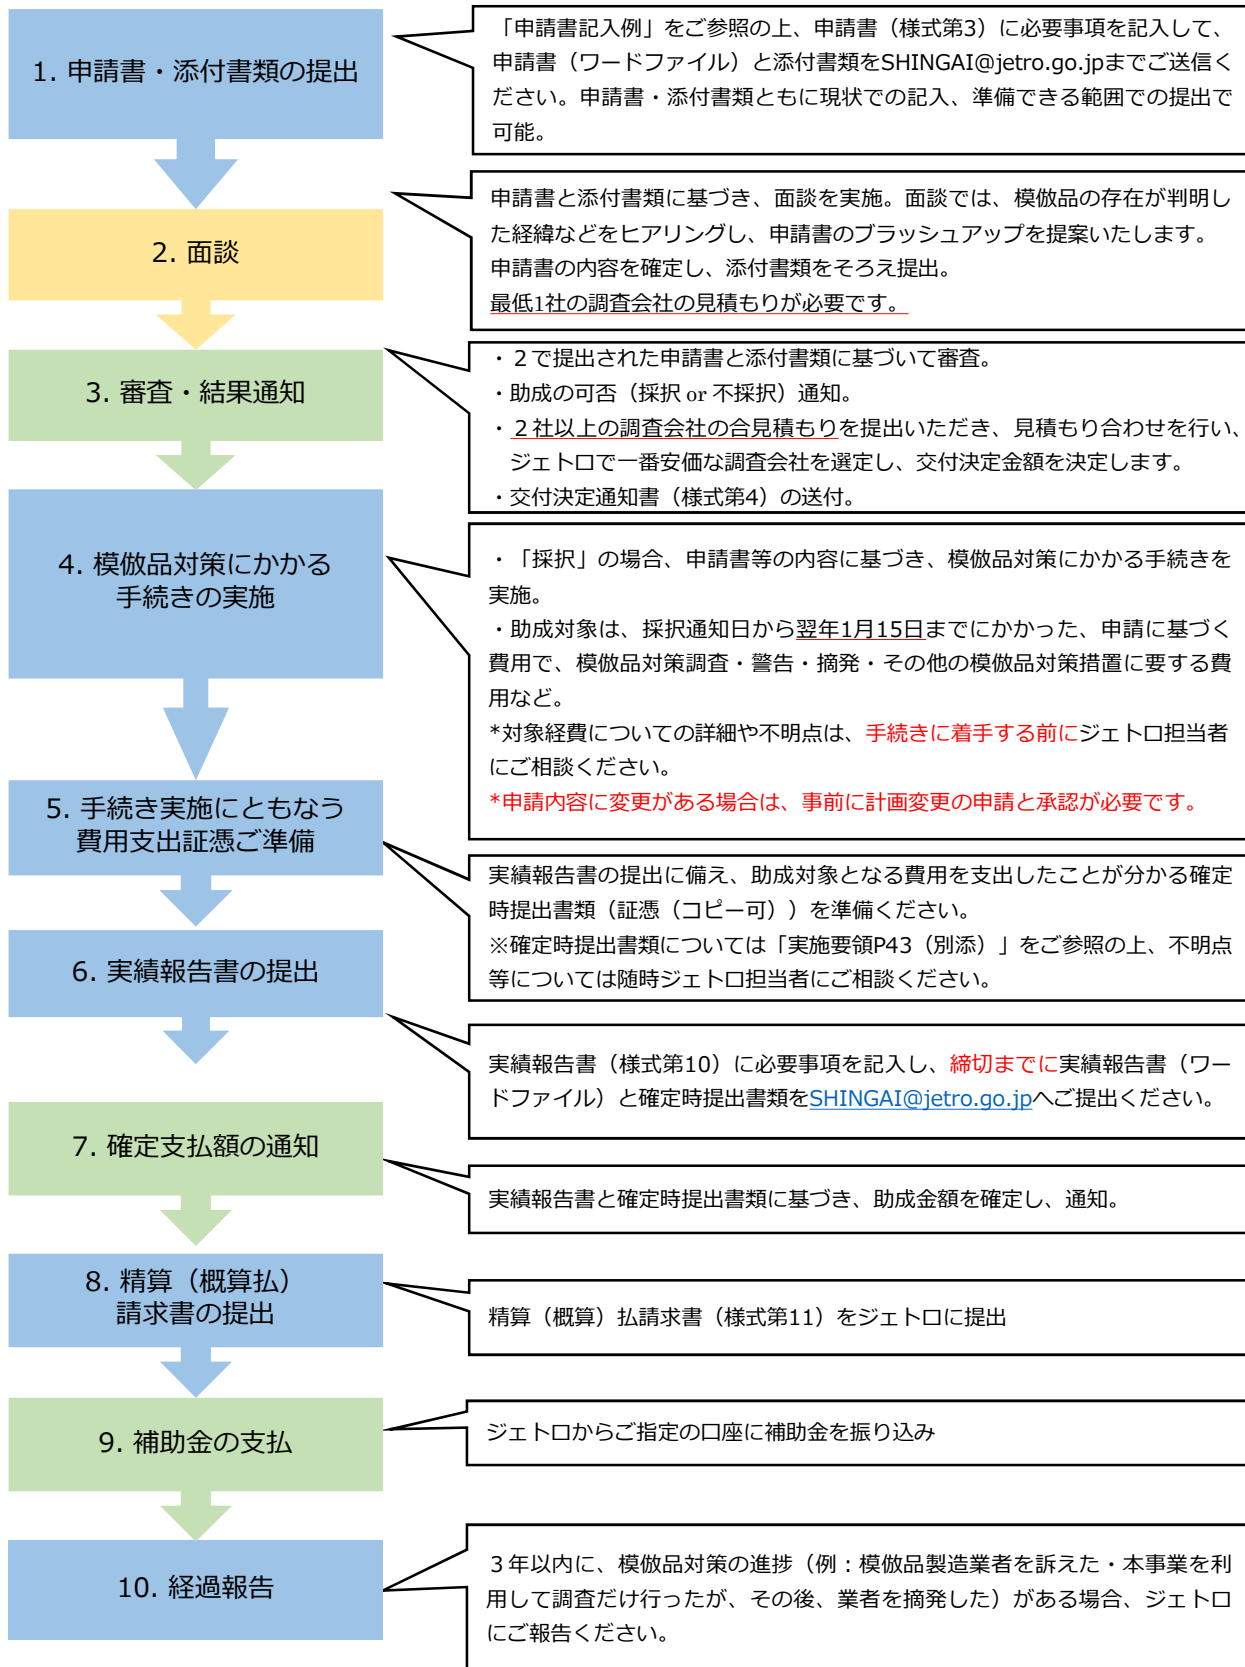 1. 申請書・添付書類の提出
「申請書記入例」をご参照の上、申請書（様式第3）に必要事項を記入して、
申請書（ワードファイル）と添付書類をSHINGAI@jetro.go.jpまでご送信く
ださい。申請書・添付書類ともに現状での記入、準備できる範囲での提出で
可能。
2. 面談
申請書と添付書類に基づき、面談を実施。面談では、模倣品の存在が判明し
た経緯などをヒアリングし、申請書のブラッシュアップを提案いたします。
申請書の内容を確定し、添付書類をそろえ提出。
最低1社の調査会社の見積もりが必要です。
3. 審査・結果通知
・２で提出された申請書と添付書類に基づいて審査。
・助成の可否（採択 or 不採択）通知。
・２社以上の調査会社の合見積もりを提出いただき、見積もり合わせを行い、
ジェトロで一番安価な調査会社を選定し、交付決定金額を決定します。
・交付決定通知書（様式第4）の送付。
4. 模倣品対策にかかる
手続きの実施
・「採択」の場合、申請書等の内容に基づき、模倣品対策にかかる手続きを
実施。
・助成対象は、採択通知日から翌年1月15日までにかかった、申請に基づく
費用で、模倣品対策調査・警告・摘発・その他の模倣品対策措置に要する費
用など。
*対象経費についての詳細や不明点は、手続きに着手する前にジェトロ担当者
にご相談ください。
*申請内容に変更がある場合は、事前に計画変更の申請と承認が必要です。
5. 手続き実施にともなう
費用支出証憑ご準備
実績報告書の提出に備え、助成対象となる費用を支出したことが分かる確定
時提出書類（証憑（コピー可））を準備ください。
※確定時提出書類については「実施要領P43（別添）」をご参照の上、不明点
等については随時ジェトロ担当者にご相談ください。
6. 実績報告書の提出
実績報告書（様式第10）に必要事項を記入し、締切までに実績報告書（ワー
ドファイル）と確定時提出書類をSHINGAI@jetro.go.jpへご提出ください。
7. 確定支払額の通知
実績報告書と確定時提出書類に基づき、助成金額を確定し、通知。
8. 精算（概算払）
請求書の提出
精算（概算）払請求書（様式第11）をジェトロに提出
9. 補助金の支払
ジェトロからご指定の口座に補助金を振り込み
10. 経過報告
３年以内に、模倣品対策の進捗（例：模倣品製造業者を訴えた・本事業を利
用して調査だけ行ったが、その後、業者を摘発した）がある場合、ジェトロ
にご報告ください。